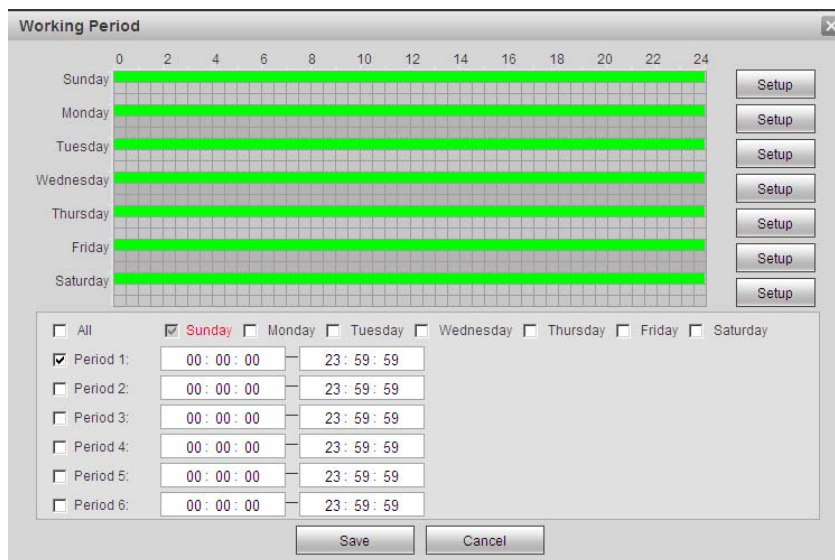 Working Period
0 2 4 6 8 10 12 14 16 18 20 22 24
Sunday Setup
Monday Setup
Tuesday Setup
Wednesday Setup
Thursday Setup
Friday Setup
Saturday Setup
All Sunday Monday Tuesday Wednesday Thursday Friday Saturday
Period 1: 00 : 00 : 00 — 23 : 59 : 59
Period 2: 00 : 00 : 00 — 23 : 59 : 59
Period 3: 00 : 00 : 00 — 23 : 59 : 59
Period 4: 00 : 00 : 00 — 23 : 59 : 59
Period 5: 00 : 00 : 00 — 23 : 59 : 59
Period 6: 00 : 00 : 00 — 23 : 59 : 59
Save Cancel